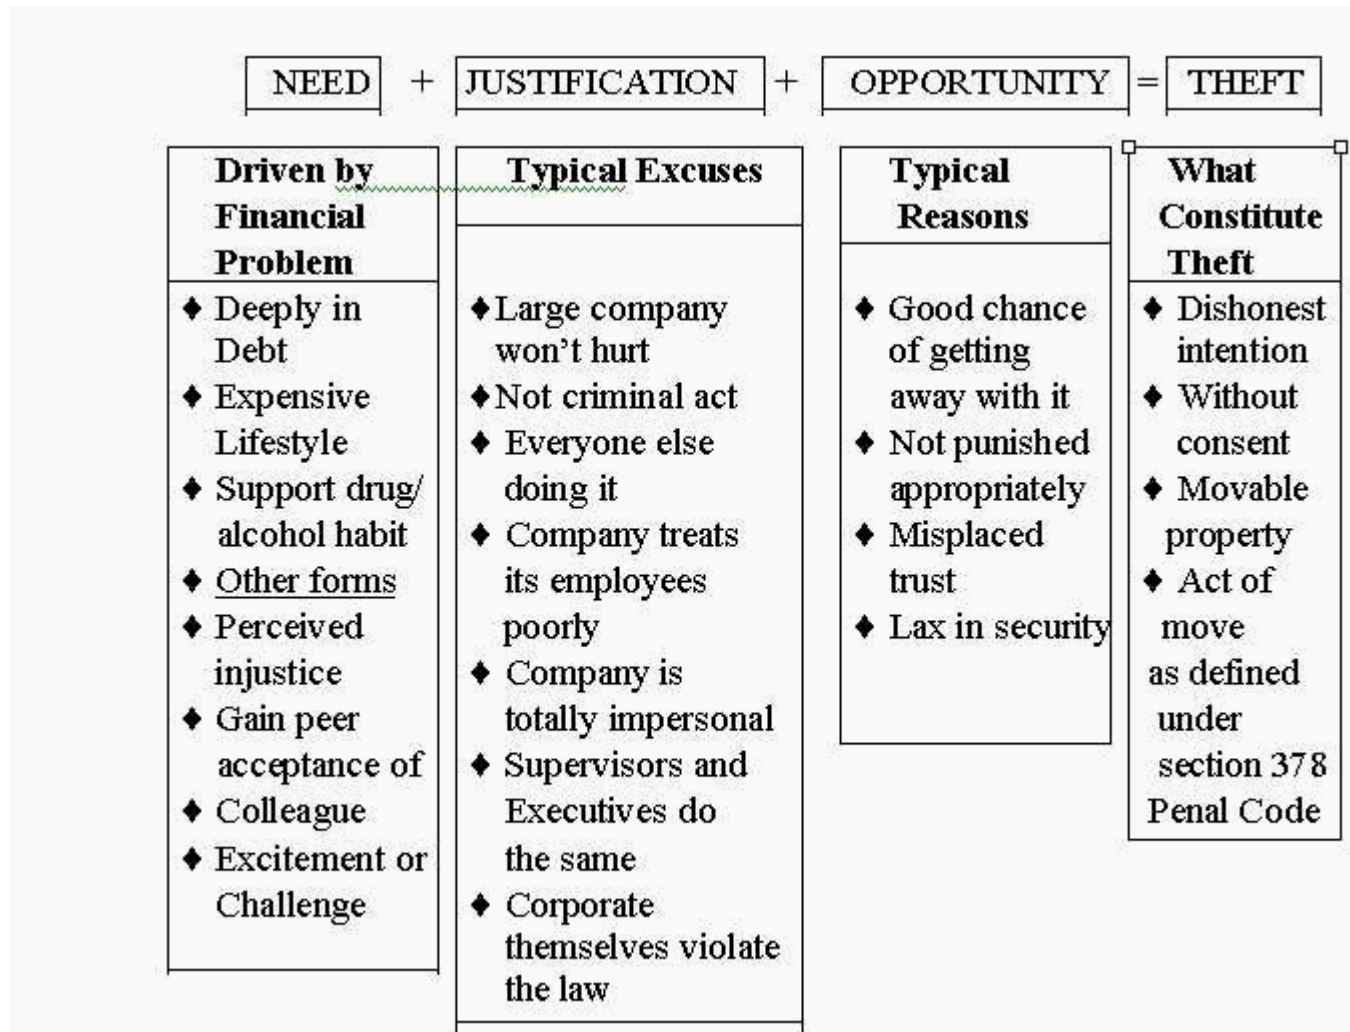 NEED + JUSTIFICATION + OPPORTUNITY = THEFT
Driven by
Financial
Problem
♦ Deeply in
Debt
♦ Expensive
Lifestyle
♦ Support drug/
alcohol habit
♦ Other forms
♦ Perceived
injustice
♦ Gain peer
acceptance of
♦ Colleague
♦ Excitement or
Challenge
Typical Excuses
♦Large company
won't hurt
♦Not criminal act
♦ Everyone else
doing it
♦ Company treats
its employees
poorly
♦ Company is
totally impersonal
♦ Supervisors and
Executives do
the same
♦ Corporate
themselves violate
the law
Typical
Reasons
♦ Good chance
of getting
away with it
♦ Not punished
appropriately
♦ Misplaced
trust
♦ Lax in security
What
Constitute
Theft
♦ Dishonest
intention
♦ Without
consent
♦ Movable
property
♦ Act of
move
as defined
under
section 378
Penal Code